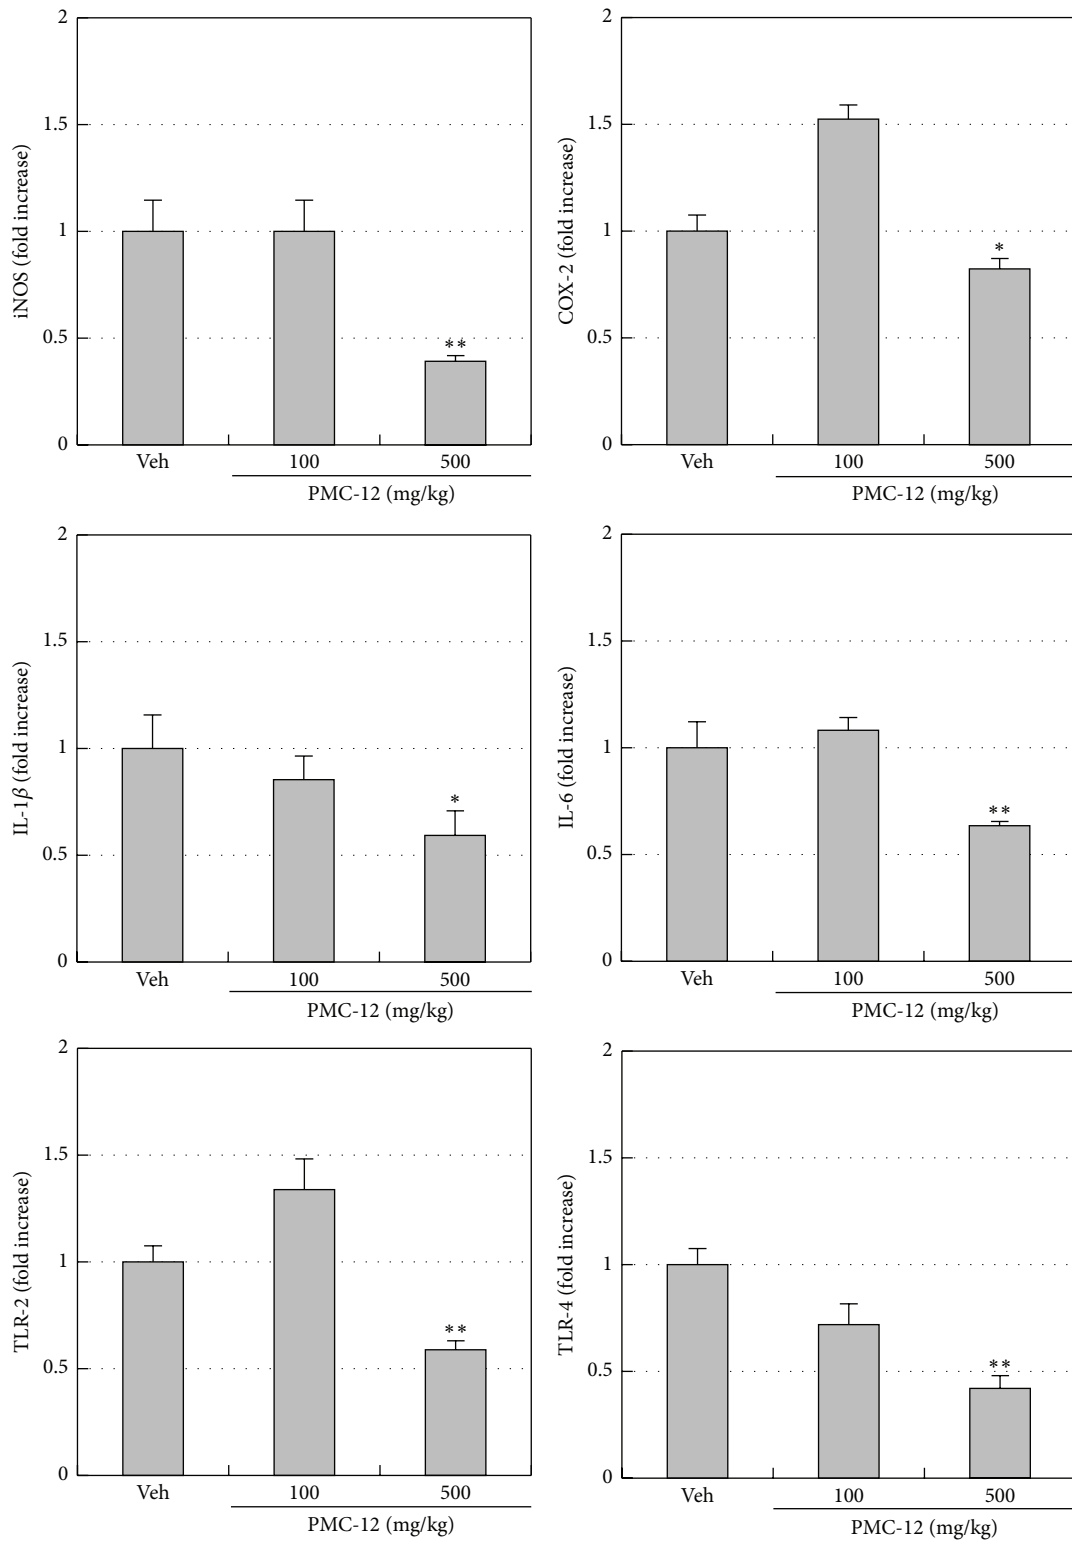 2
1.5
1
0.5
0
iNOS (fold increase)
**
Veh
100
500
PMC-12 (mg/kg)
2
1.5
1
0.5
0
COX-2 (fold increase)
*
Veh
100
500
PMC-12 (mg/kg)
2
1.5
1
0.5
0
IL-1β (fold increase)
*
Veh
100
500
PMC-12 (mg/kg)
2
1.5
1
0.5
0
IL-6 (fold increase)
**
Veh
100
500
PMC-12 (mg/kg)
2
1.5
1
0.5
0
TLR-2 (fold increase)
**
Veh
100
500
PMC-12 (mg/kg)
2
1.5
1
0.5
0
TLR-4 (fold increase)
**
Veh
100
500
PMC-12 (mg/kg)